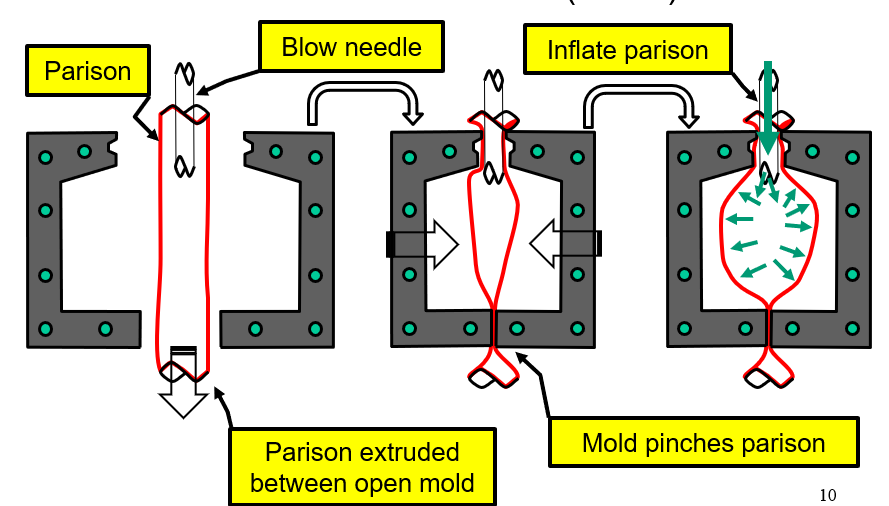 Parison
Blow needle
Inflate parison
Parison extruded
between open mold
Mold pinches parison
10